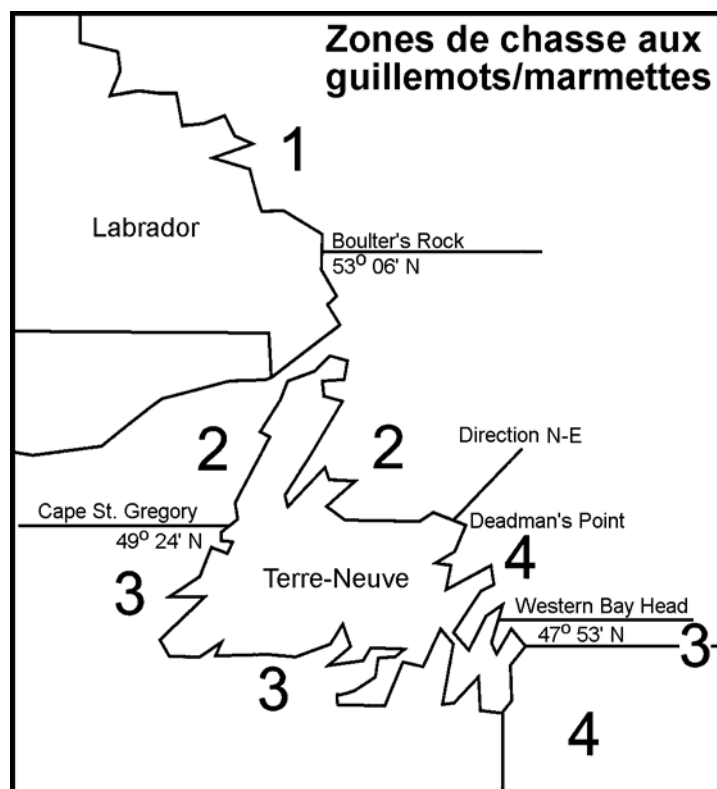 Zones de chasse aux
guillemots/marmettes
1
Labrador
Boulter's Rock
53° 06' N
2
2
Direction N-E
Cape St. Gregory
Deadman's Point
49° 24' N
4
3
Terre-Neuve
Western Bay Head
47° 53' N
3
3
4